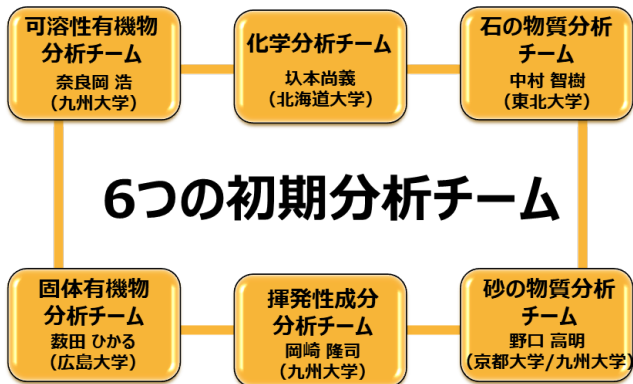 可溶性有機物
分析チーム
奈良岡 浩
（九州大学）
化学分析チーム
圦本尚義
（北海道大学）
石の物質分析
チーム
中村 智樹
（東北大学）
6つの初期分析チーム
固体有機物
分析チーム
薮田 ひかる
（広島大学）
揮発性成分
分析チーム
岡崎 隆司
（九州大学）
砂の物質分析
チーム
野口 高明
（京都大学/九州大学）